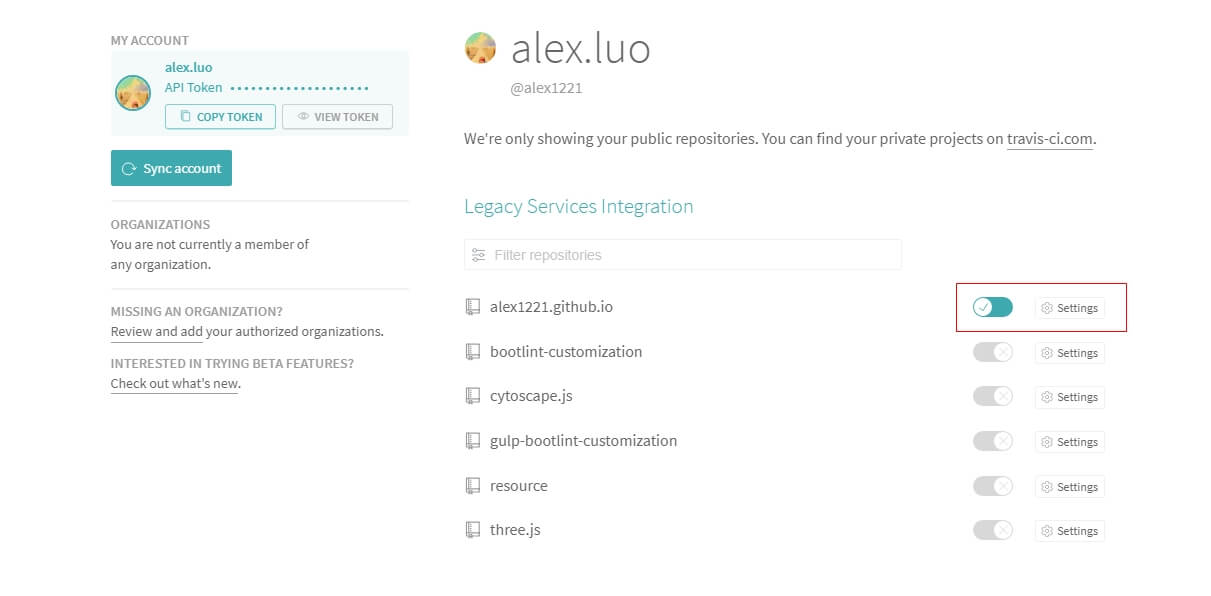 MY ACCOUNT
alex.luo
API Token ••••••••••••••••••••
COPY TOKEN
VIEW TOKEN
Sync account
ORGANIZATIONS
You are not currently a member of
any organization.
MISSING AN ORGANIZATION?
Review and add your authorized organizations.
INTERESTED IN TRYING BETA FEATURES?
Check out what's new.
alex.luo
@alex1221
We're only showing your public repositories. You can find your private projects on travis-ci.com.
Legacy Services Integration
Filter repositories
alex1221.github.io Settings
bootlint-customization Settings
cytoscape.js Settings
gulp-bootlint-customization Settings
resource Settings
three.js Settings